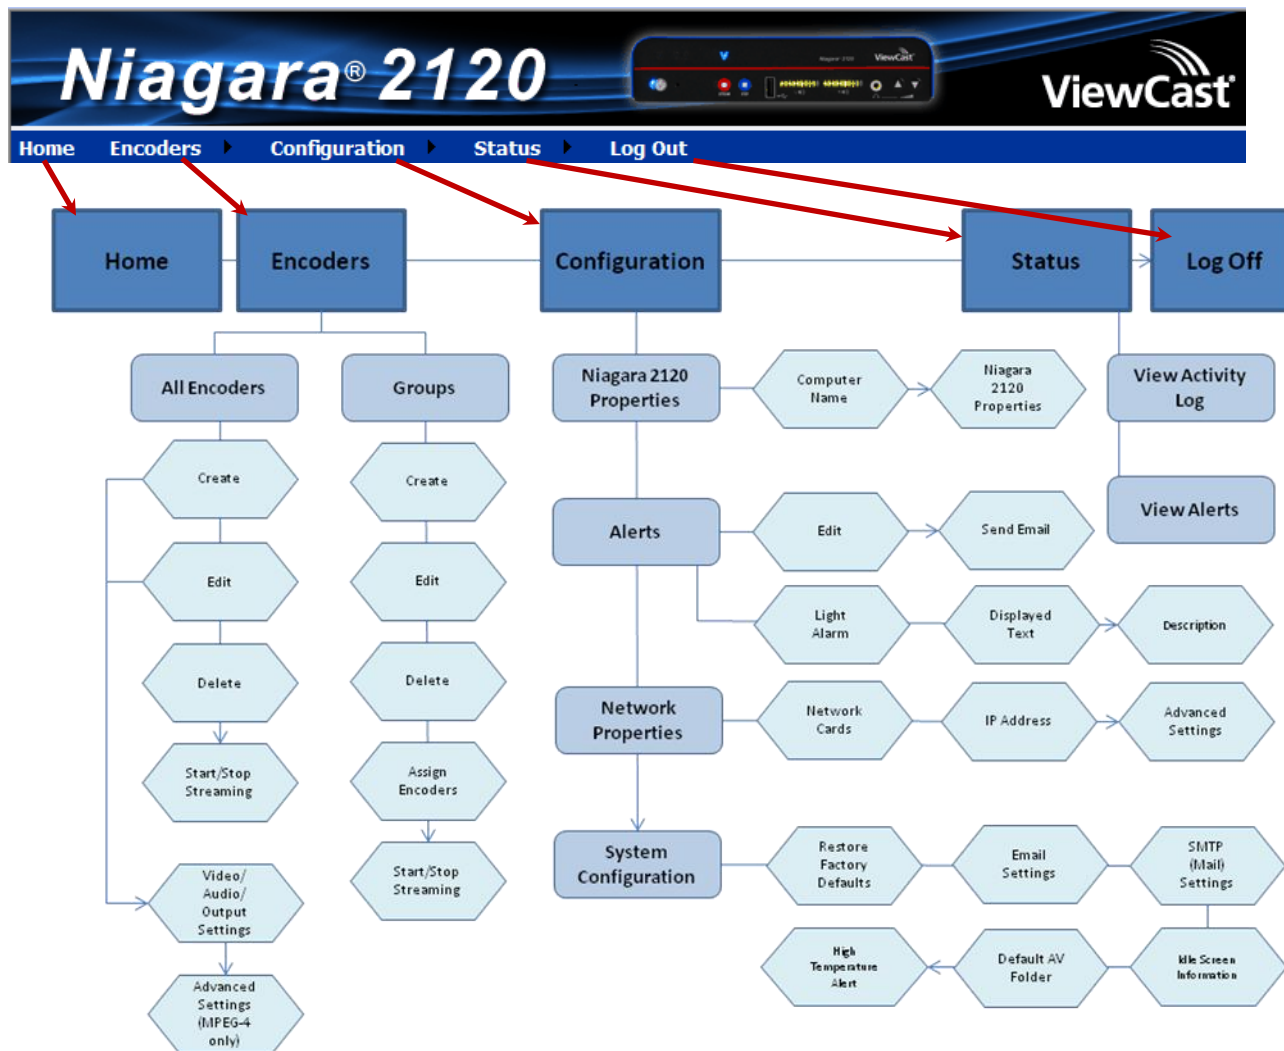 Niagara® 2120
Niagara 2120
ViewCast
ViewCast
Home Encoders Configuration Status Log Out
Home
Encoders
Configuration
Status
Log Off
All Encoders
Groups
Niagara 2120
Properties
Computer
Name
Niagara
2120
Properties
View Activity
Log
Create
Create
Alerts
Edit
Send Email
View Alerts
Edit
Edit
Light
Alarm
Displayed
Text
Description
Delete
Delete
Network
Properties
Network
Cards
IP Address
Advanced
Settings
Start/Stop
Streaming
Assign
Encoders
System
Configuration
Restore
Factory
Defaults
Email
Settings
SMTP
(Mail)
Settings
Video/
Audio/
Output
Settings
Start/Stop
Streaming
High
Temperature
Alert
Default AV
Folder
Idle Screen
Information
Advanced
Settings
(MPEG-4
only)